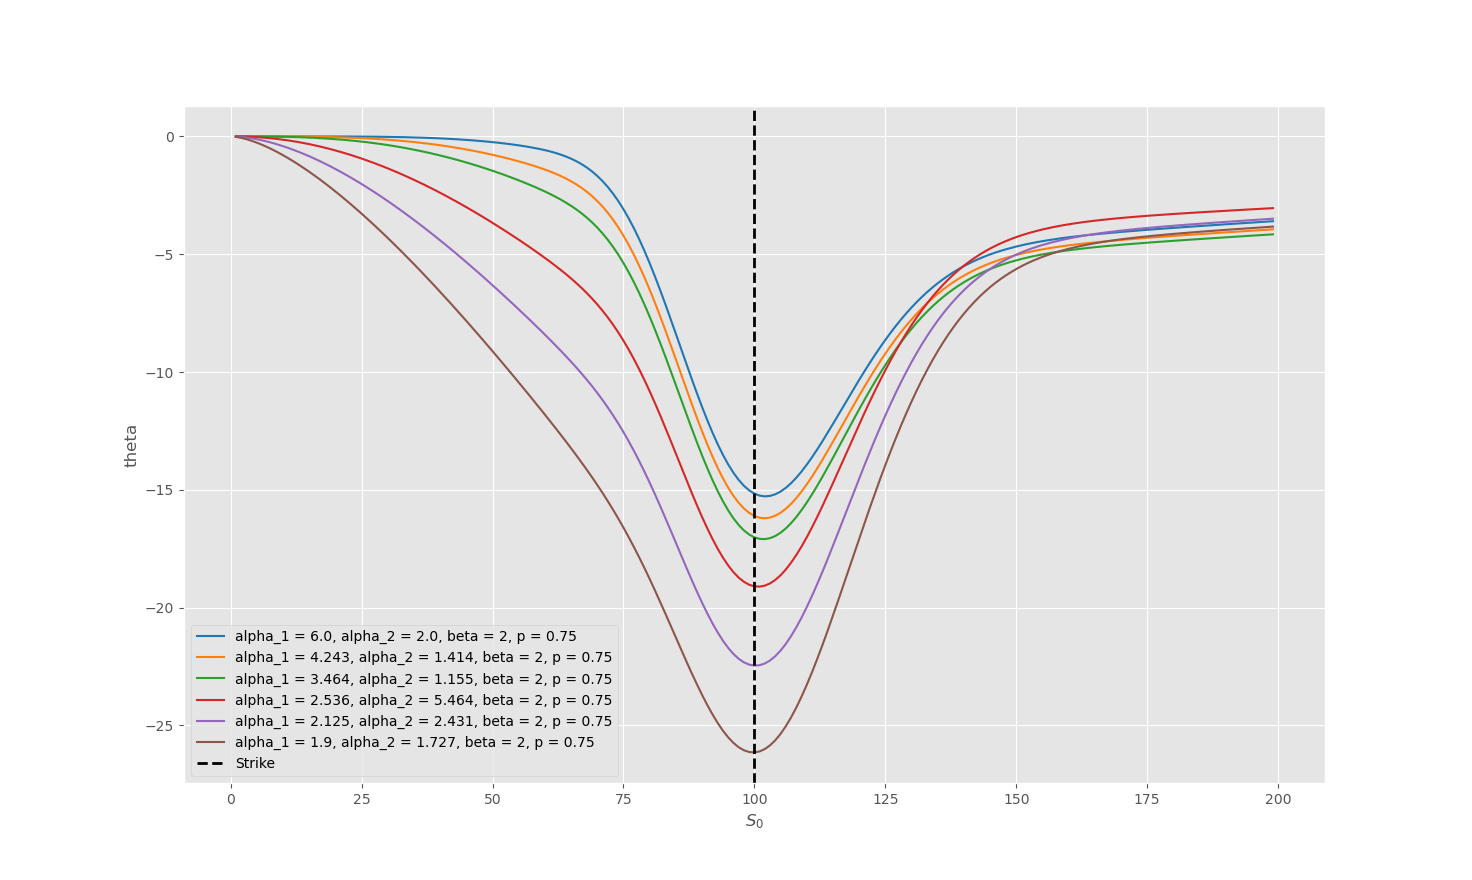 0
−5
−10
−15
−20
−25
theta
alpha_1 = 6.0, alpha_2 = 2.0, beta = 2, p = 0.75
alpha_1 = 4.243, alpha_2 = 1.414, beta = 2, p = 0.75
alpha_1 = 3.464, alpha_2 = 1.155, beta = 2, p = 0.75
alpha_1 = 2.536, alpha_2 = 5.464, beta = 2, p = 0.75
alpha_1 = 2.125, alpha_2 = 2.431, beta = 2, p = 0.75
alpha_1 = 1.9, alpha_2 = 1.727, beta = 2, p = 0.75
Strike
0 25 50 75 100 125 150 175 200
S₀